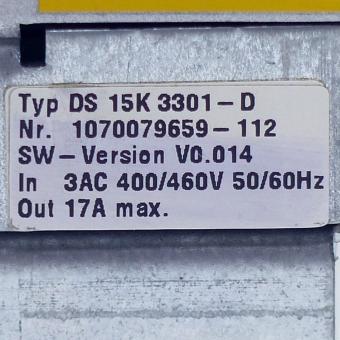 Typ DS 15K 3301-D
Nr. 1070079659-112
SW-Version V0.014
In 3AC 400/460V 50/60Hz
Out 17A max.